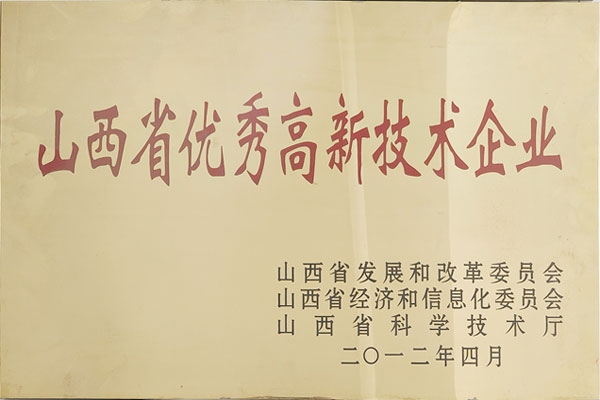 山西省优秀高新技术企业
山西省发展和改革委员会
山西省经济和信息化委员会
山西省科学技术厅
二〇一二年四月